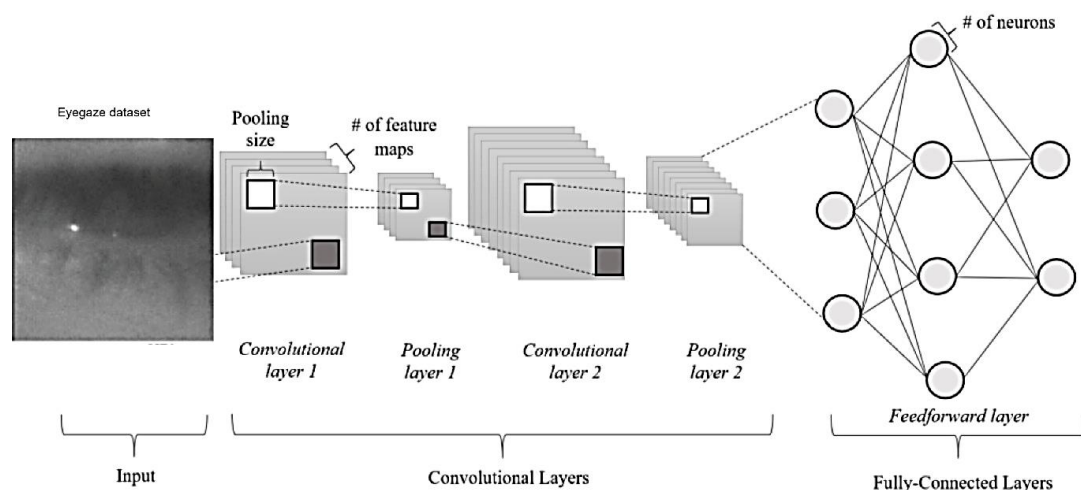 # of neurons
Eyegaze dataset
Pooling
size
# of feature
maps
Convolutional
layer 1
Pooling
layer 1
Convolutional
layer 2
Pooling
layer 2
Feedforward layer
Input
Convolutional Layers
Fully-Connected Layers